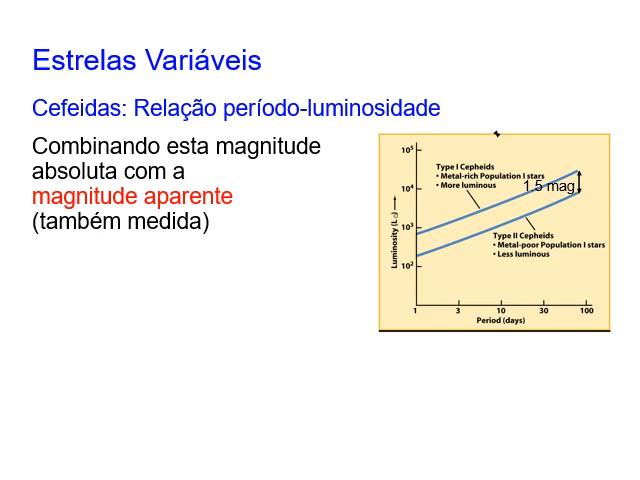 Estrelas Variáveis
Cefeidas: Relação período-luminosidade
Combinando esta magnitude
absoluta com a
magnitude aparente
(também medida)
10⁵
10⁴
10³
10²
Luminosity (L☉)
Type I Cepheids
• Metal-rich Population I stars
• More luminous
1.5 mag
Type II Cepheids
• Metal-poor Population I stars
• Less luminous
1 3 10 30 100
Period (days)